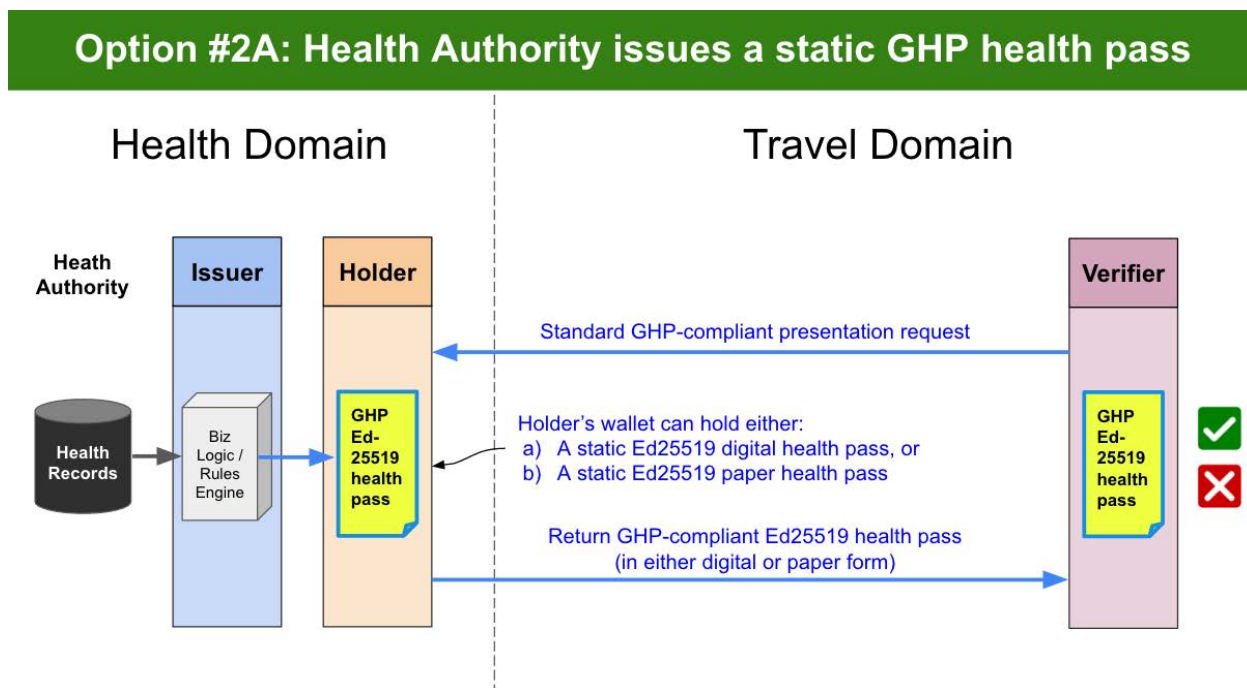 Option #2A: Health Authority issues a static GHP health pass
Health Domain
Travel Domain
Heath
Authority
Issuer
Holder
Verifier
Standard GHP-compliant presentation request
Health
Records
Biz
Logic /
Rules
Engine
GHP
Ed-
25519
health
pass
Holder's wallet can hold either:
a) A static Ed25519 digital health pass, or
b) A static Ed25519 paper health pass
GHP
Ed-
25519
health
pass
Return GHP-compliant Ed25519 health pass
(in either digital or paper form)